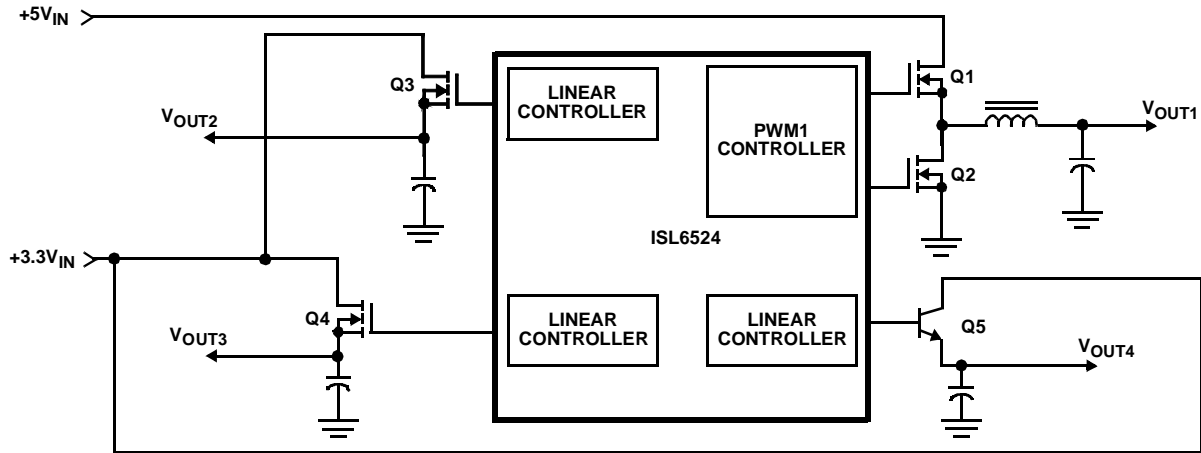 +5VIN
Q3
LINEAR
CONTROLLER
PWM1
CONTROLLER
Q1
VOUT2
VOUT1
Q2
ISL6524
+3.3VIN
Q4
LINEAR
CONTROLLER
LINEAR
CONTROLLER
Q5
VOUT3
VOUT4